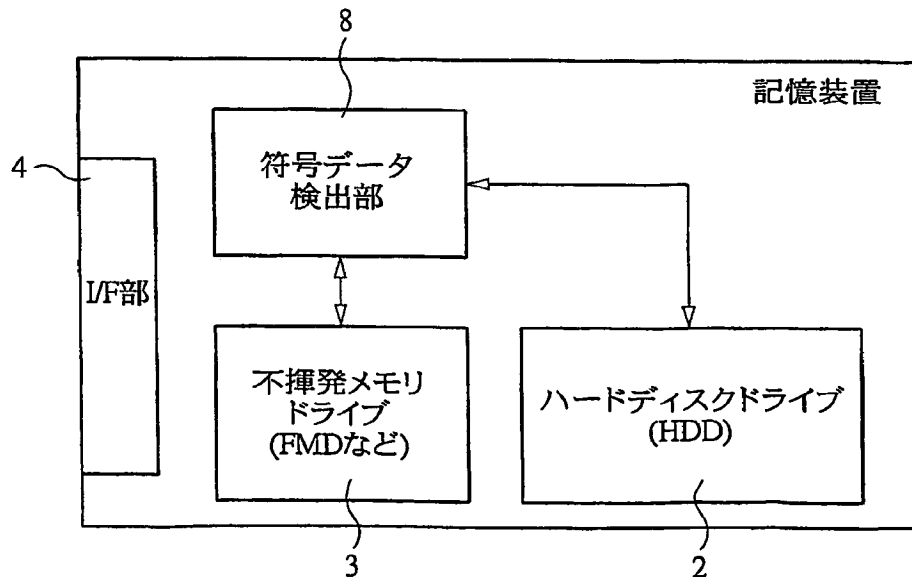 8
記憶装置
4
符号データ
検出部
I/F部
不揮発メモリ
ドライブ
(FMDなど)
ハードディスクドライブ
(HDD)
3
2